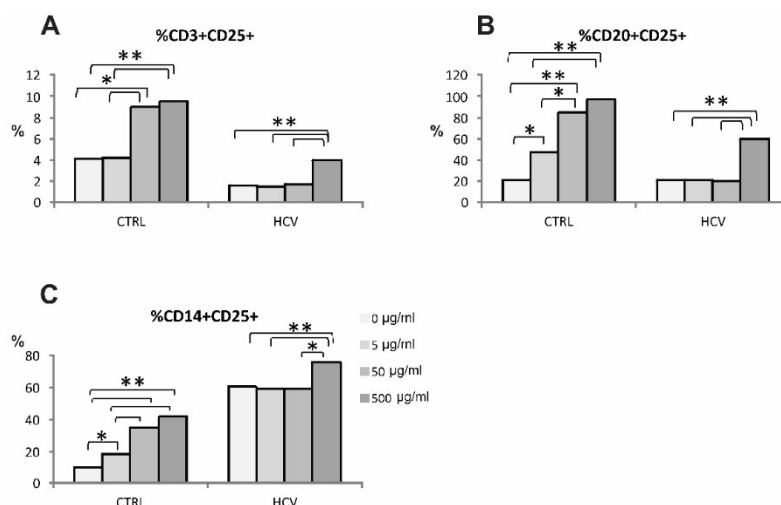 A
%CD3+CD25+
**
*
12
10
8
%
6
4
2
0
**
CTRL
HCV
B
%CD20+CD25+
**
**
*
*
120
100
80
%
60
40
20
0
**
CTRL
HCV
C
%CD14+CD25+
%
80
60
40
20
0
**
*
**
*
CTRL
HCV
0 µg/ml
5 µg/ml
50 µg/ml
500 µg/ml